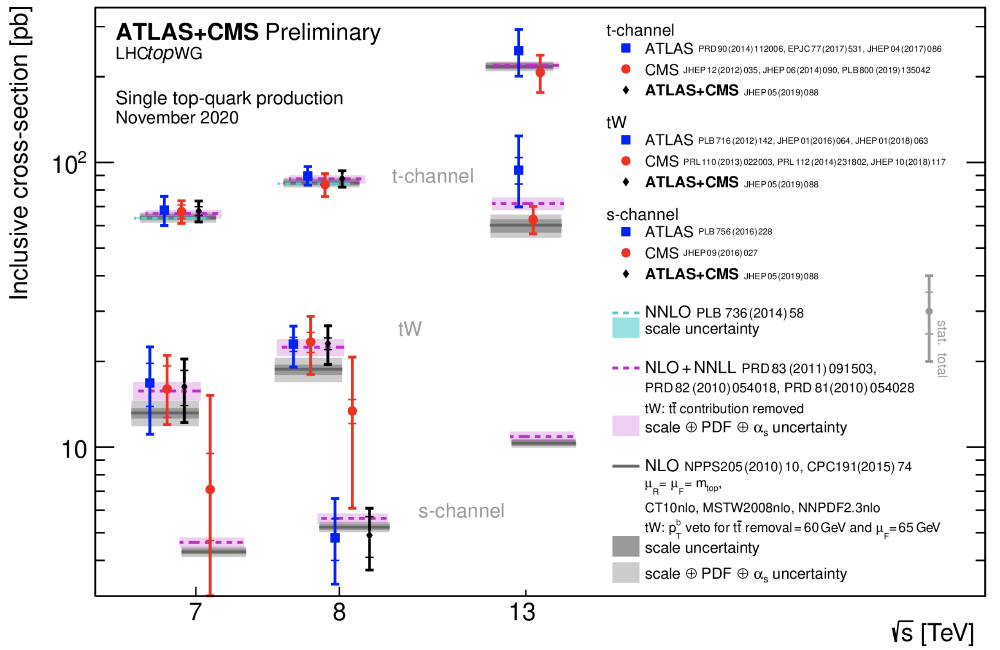 Inclusive cross-section [pb]
ATLAS+CMS Preliminary
LHCtopWG
Single top-quark production
November 2020
10²
10
t-channel
tW
s-channel
7
8
13
√s [TeV]
t-channel
ATLAS PRD 90 (2014) 112006, EPJC 77 (2017) 531, JHEP 04 (2017) 086
CMS JHEP 12 (2012) 035, JHEP 06 (2014) 090, PLB 800 (2019) 135042
ATLAS+CMS JHEP 05 (2019) 088
tW
ATLAS PLB 716 (2012) 142, JHEP 01(2016) 064, JHEP 01(2018) 063
CMS PRL 110 (2013) 022003, PRL 112 (2014) 231802, JHEP 10 (2018) 117
ATLAS+CMS JHEP 05 (2019) 088
s-channel
ATLAS PLB 756 (2016) 228
CMS JHEP 09 (2016) 027
ATLAS+CMS JHEP 05 (2019) 088
NNLO PLB 736 (2014) 58
scale uncertainty
NLO + NNLL PRD 83 (2011) 091503,
PRD 82 (2010) 054018, PRD 81(2010) 054028
tW: tt̄ contribution removed
scale ⊕ PDF ⊕ αₛ uncertainty
NLO NPPS205 (2010) 10, CPC191(2015) 74
μ_R = μ_F = m_top,
CT10nlo, MSTW2008nlo, NNPDF2.3nlo
tW: p_T^b veto for tt̄ removal = 60 GeV and μ_F = 65 GeV
scale uncertainty
scale ⊕ PDF ⊕ αₛ uncertainty
stat. total